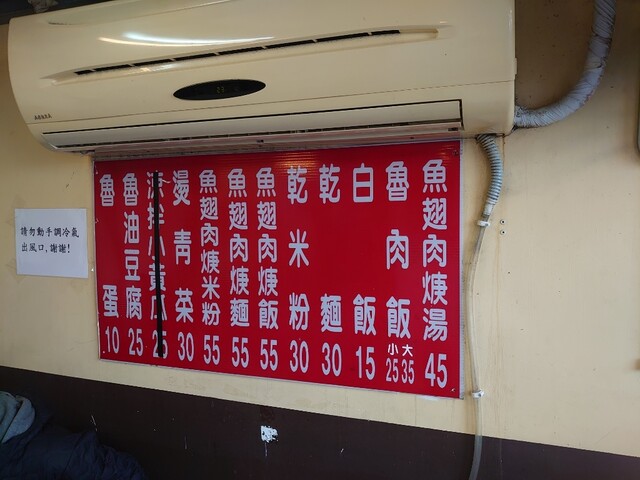 魚翅肉焿湯 45
魯肉飯 小25 大35
白飯 15
乾麵 30
乾米粉 30
魚翅肉焿飯 55
魚翅肉焿麵 55
魚翅肉焿米粉 55
燙青菜 30
涼拌小黃瓜 25
魯油豆腐 25
魯蛋 10
請勿動手調冷氣
出風口,謝謝!